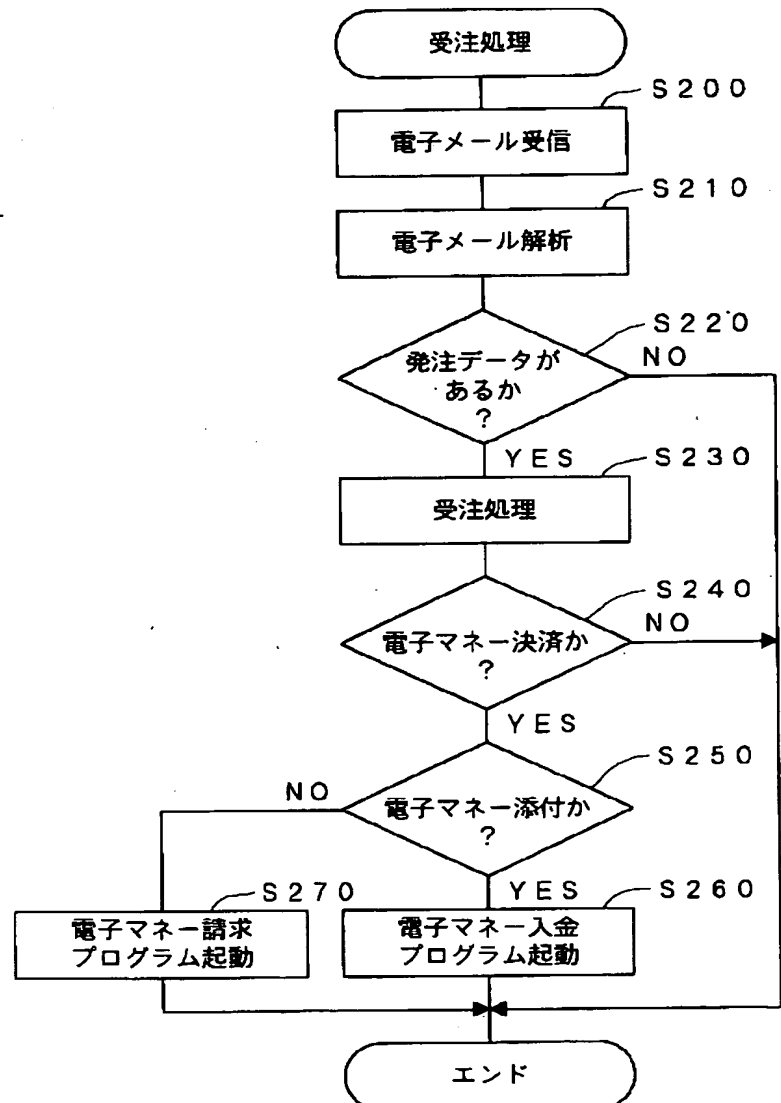 受注処理
S200
電子メール受信
S210
電子メール解析
S220
発注データが
あるか
?
NO
YES
S230
受注処理
S240
電子マネー決済か
?
NO
YES
S250
電子マネー添付か
?
NO
YES
S270
電子マネー請求
プログラム起動
S260
電子マネー入金
プログラム起動
エンド